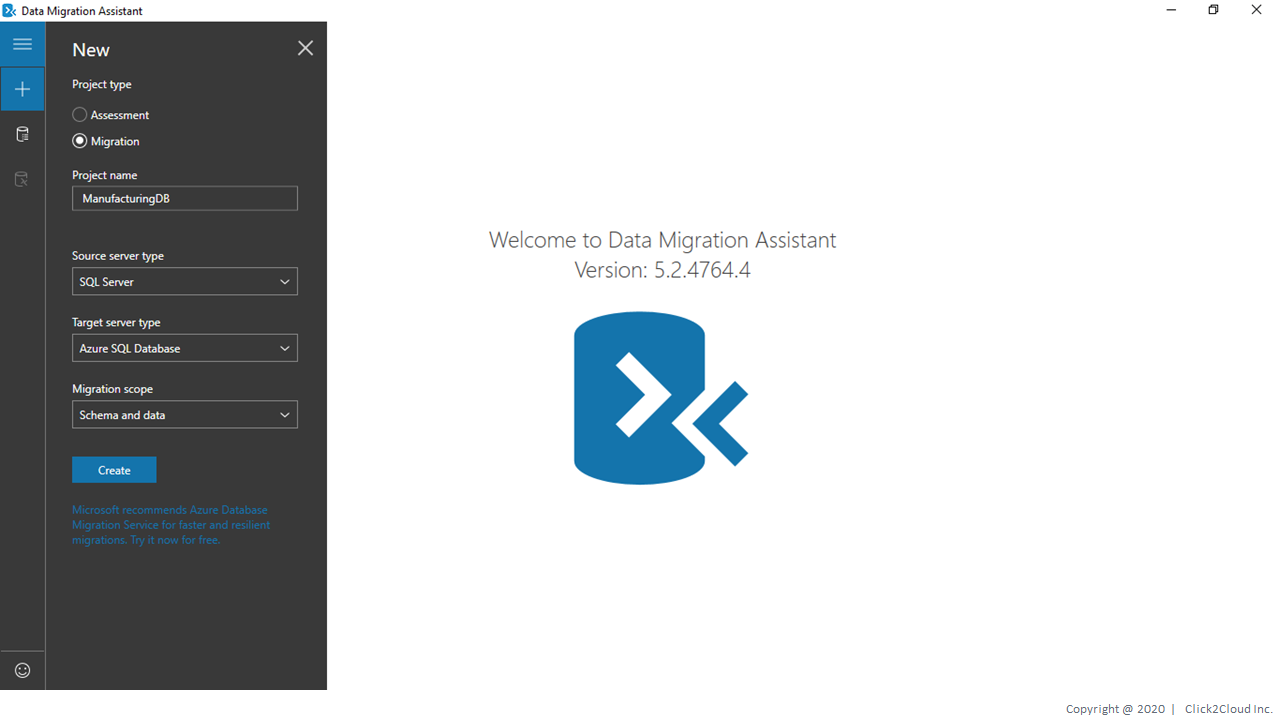 Data Migration Assistant
New
Project type
Assessment
Migration
Project name
ManufacturingDB
Source server type
SQL Server
Target server type
Azure SQL Database
Migration scope
Schema and data
Create
Microsoft recommends Azure Database
Migration Service for faster and resilient
migrations. Try it now for free.
Welcome to Data Migration Assistant
Version: 5.2.4764.4
Copyright @ 2020 | Click2Cloud Inc.